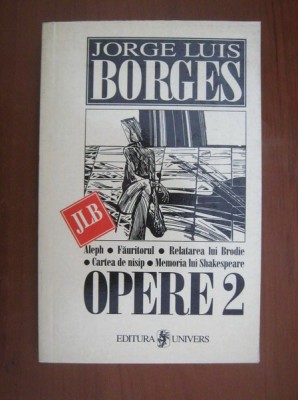 JORGE LUIS
BORGES
JLB
Aleph ● Făuritorul ● Relatarea lui Brodie
● Cartea de nisip ● Memoria lui Shakespeare
OPERE 2
EDITURA UNIVERS